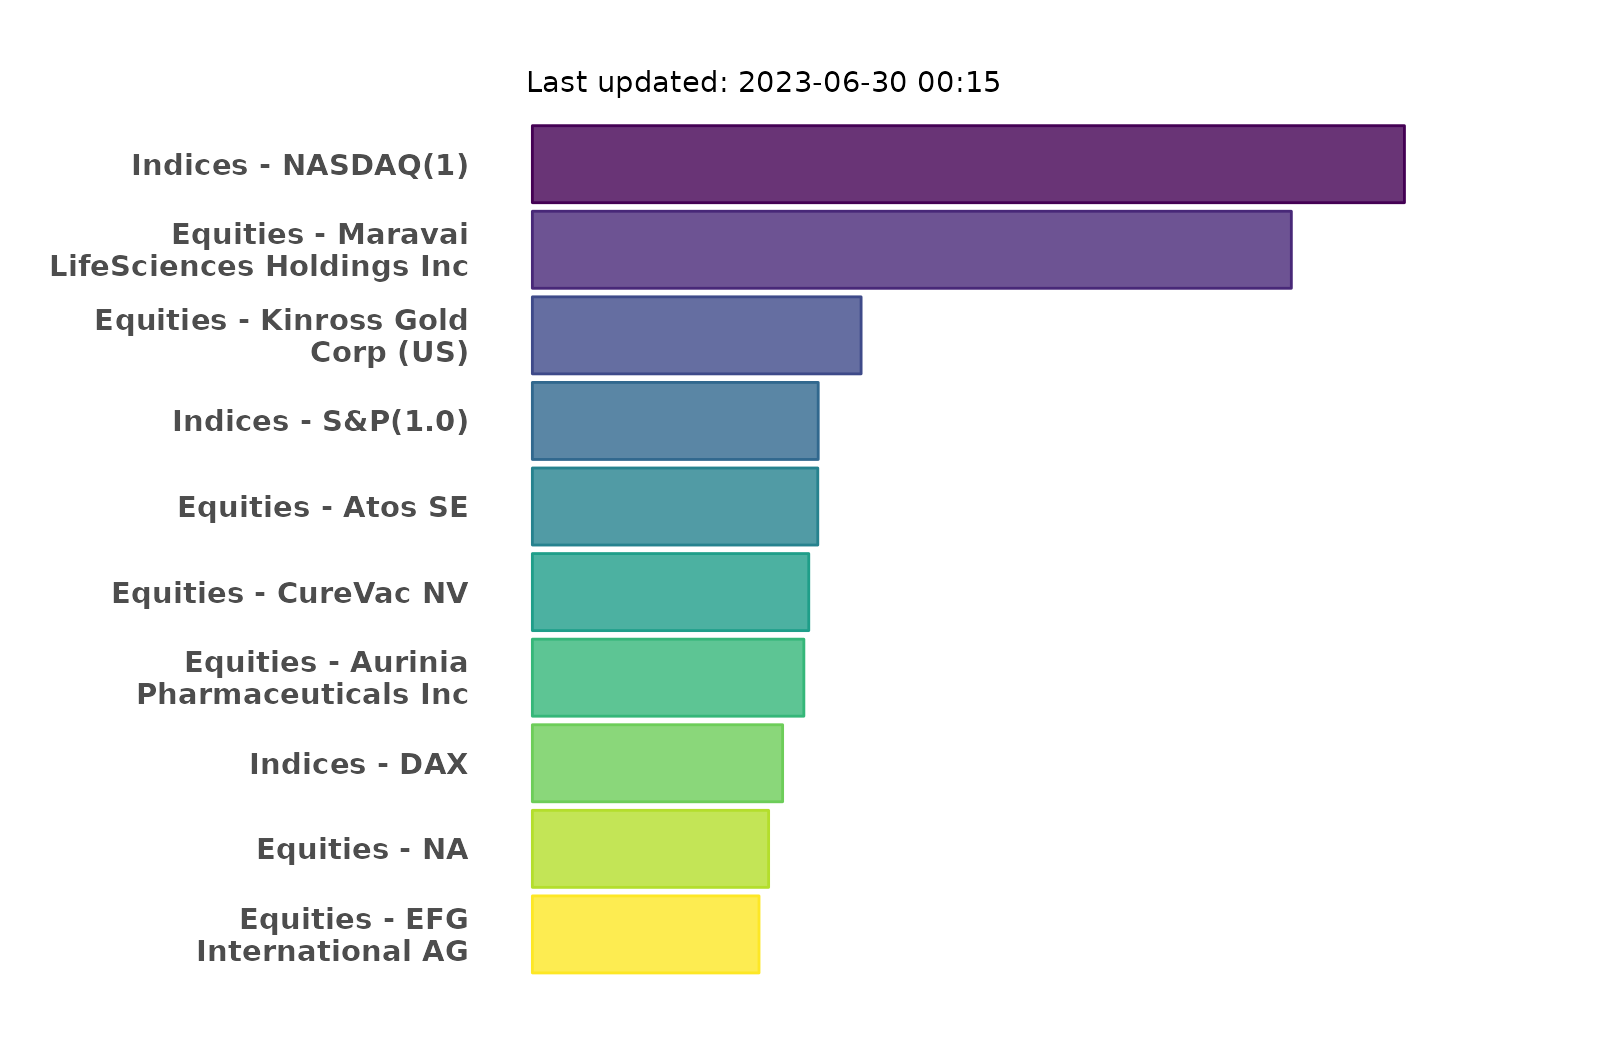 Last updated: 2023-06-30 00:15
Indices - NASDAQ(1)
Equities - Maravai
LifeSciences Holdings Inc
Equities - Kinross Gold
Corp (US)
Indices - S&P(1.0)
Equities - Atos SE
Equities - CureVac NV
Equities - Aurinia
Pharmaceuticals Inc
Indices - DAX
Equities - NA
Equities - EFG
International AG